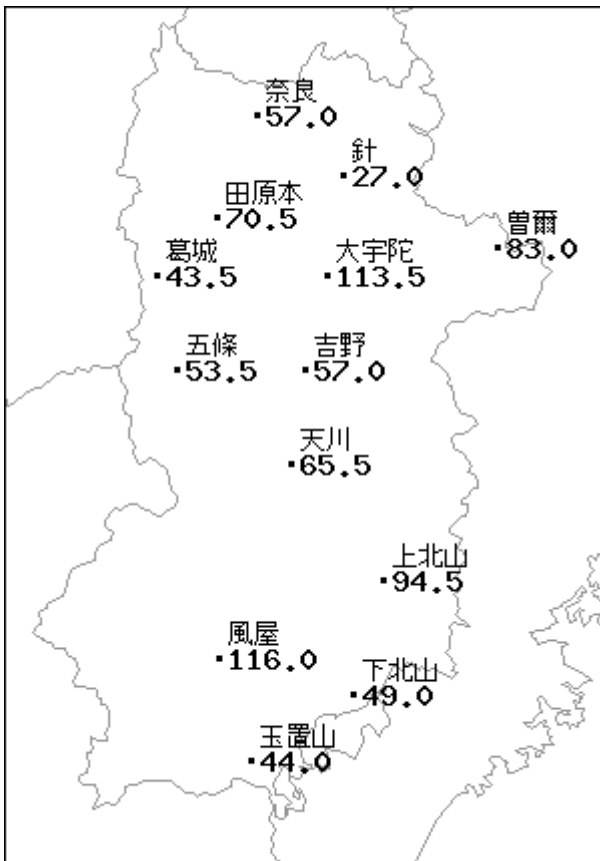 奈良
・57.0
針
・27.0
田原本
・70.5
曽爾
・83.0
葛城
・43.5
大宇陀
・113.5
五條
・53.5
吉野
・57.0
天川
・65.5
上北山
・94.5
風屋
・116.0
下北山
・49.0
玉置山
・44.0